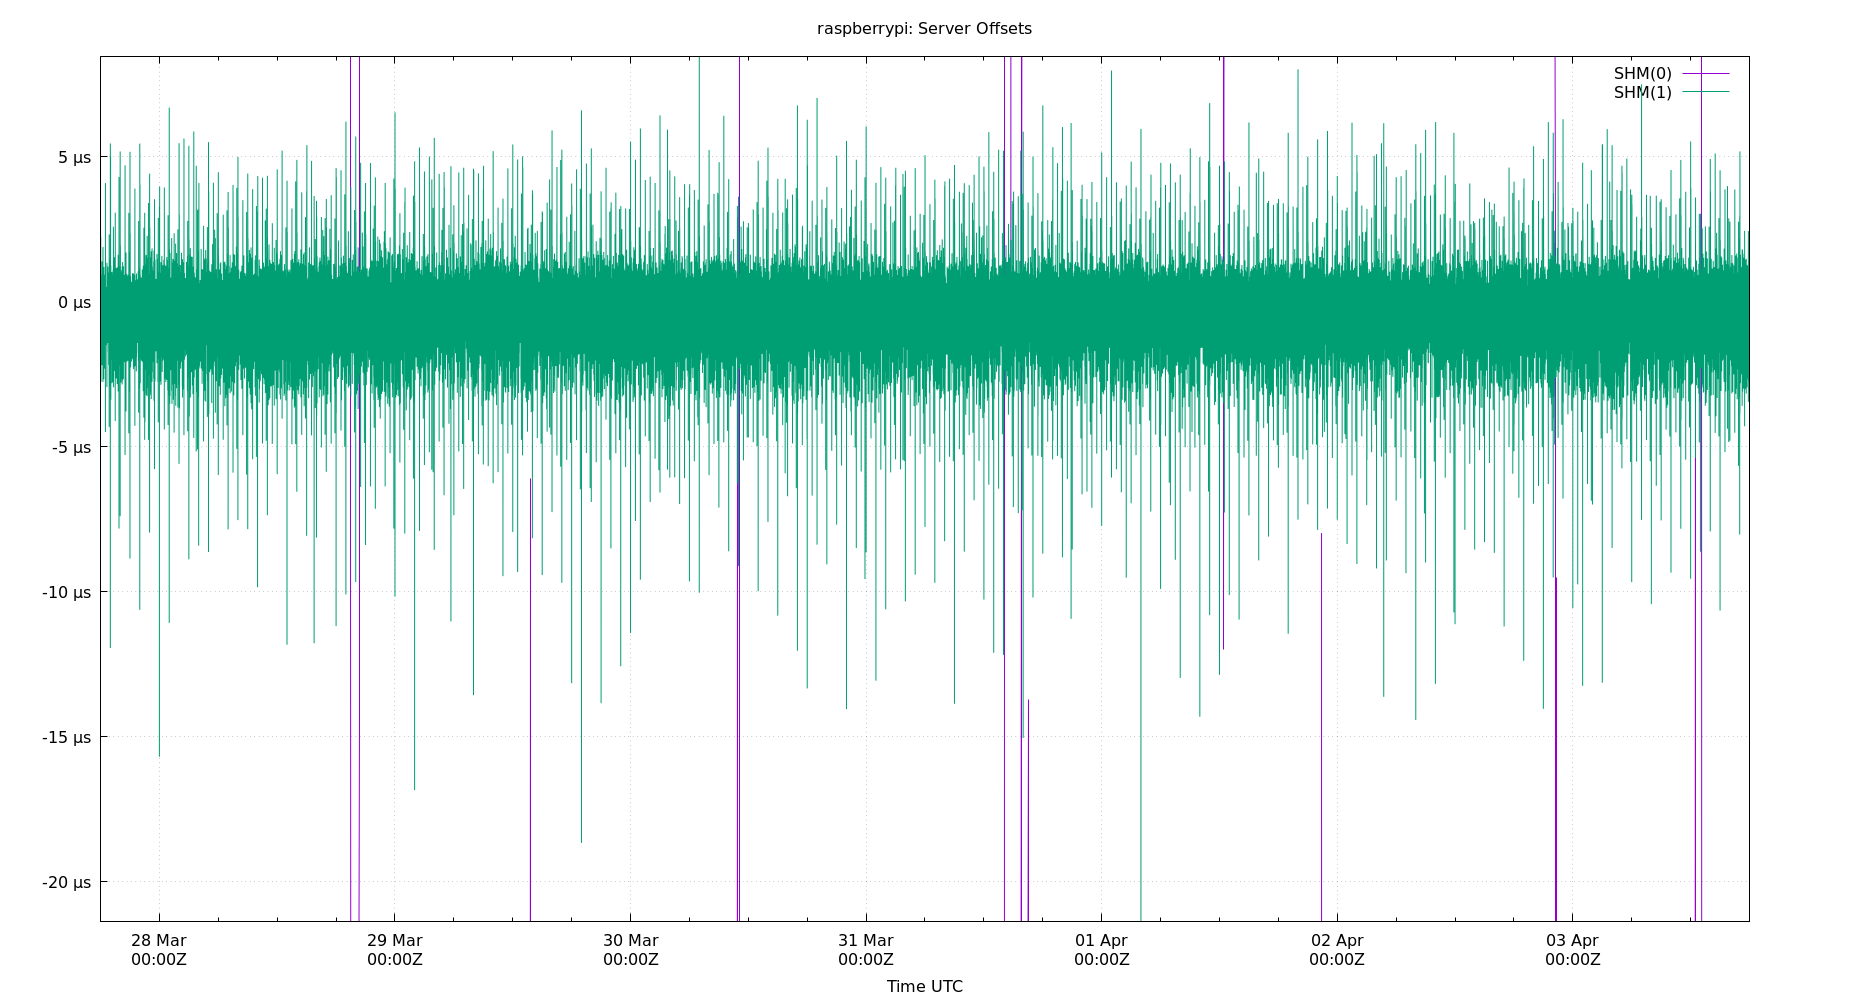 raspberrypi: Server Offsets
SHM(0)
SHM(1)
5 µs
0 µs
-5 µs
-10 µs
-15 µs
-20 µs
28 Mar 29 Mar 30 Mar 31 Mar 01 Apr 02 Apr 03 Apr
00:00Z 00:00Z 00:00Z 00:00Z 00:00Z 00:00Z 00:00Z
Time UTC